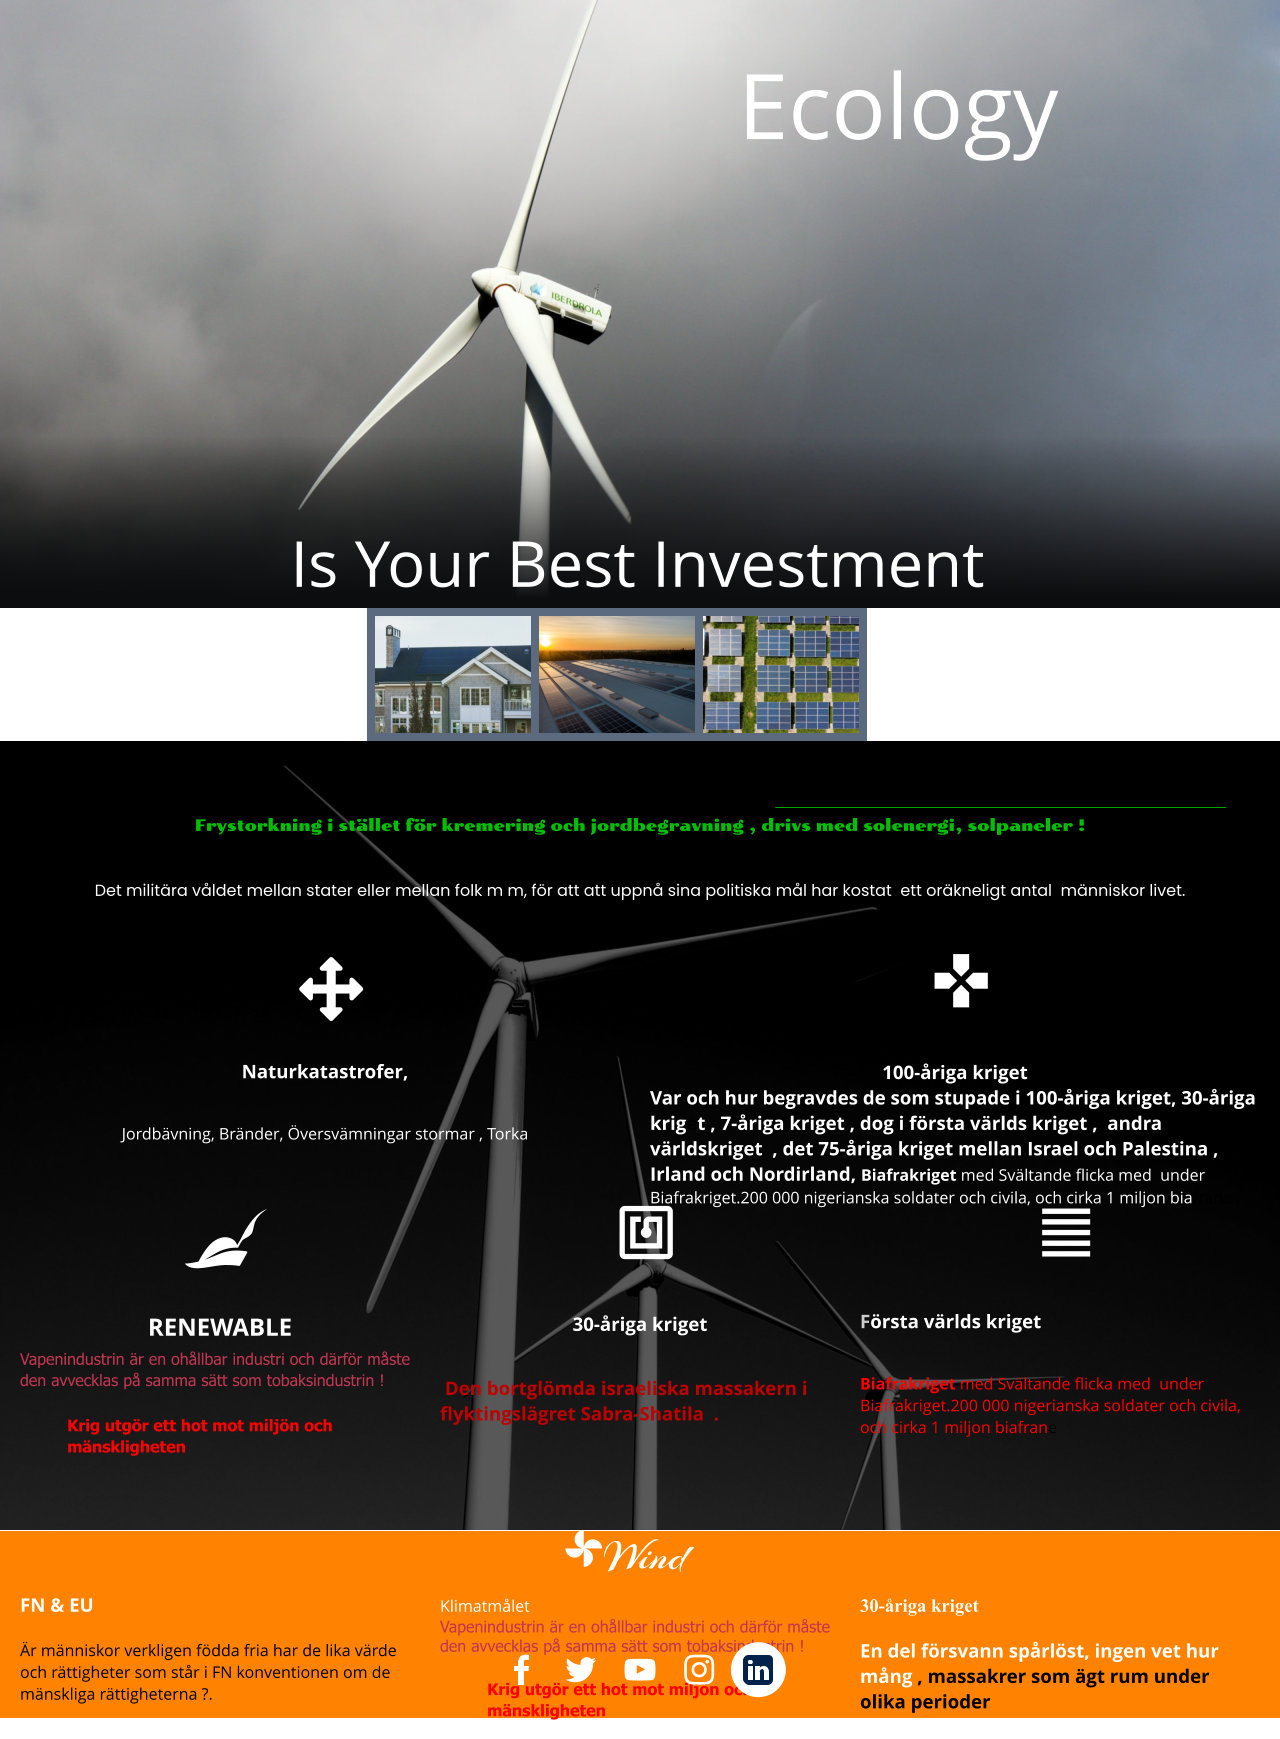 Ecology
IBERDROLA
Is Your Best Investment
Frystorkning i stället för kremering och jordbegravning , drivs med solenergi, solpaneler !
Det militära våldet mellan stater eller mellan folk m m, för att att uppnå sina politiska mål har kostat  ett oräkneligt antal  människor livet.
Naturkatastrofer,
Jordbävning, Bränder, Översvämningar stormar , Torka
100-åriga kriget
Var och hur begravdes de som stupade i 100-åriga kriget, 30-åriga
krig  t , 7-åriga kriget , dog i första världs kriget ,  andra
världskriget  , det 75-åriga kriget mellan Israel och Palestina ,
Irland och Nordirland, Biafrakriget med Svältande flicka med  under
Biafrakriget.200 000 nigerianska soldater och civila, och cirka 1 miljon bia
RENEWABLE
Vapenindustrin är en ohållbar industri och därför måste
den avvecklas på samma sätt som tobaksindustrin !
Krig utgör ett hot mot miljön och
mänskligheten
30-åriga kriget
Den bortglömda israeliska massakern i
flyktingslägret Sabra-Shatila  .
Första världs kriget
Biafrakriget med Svältande flicka med  under
Biafrakriget.200 000 nigerianska soldater och civila,
och cirka 1 miljon biafrane
Wind
FN & EU
Är människor verkligen födda fria har de lika värde
och rättigheter som står i FN konventionen om de
mänskliga rättigheterna ?.
Klimatmålet
Vapenindustrin är en ohållbar industri och därför måste
den avvecklas på samma sätt som tobaksindustrin !
Krig utgör ett hot mot miljön och
mänskligheten
30-åriga kriget
En del försvann spårlöst, ingen vet hur
mång , massakrer som ägt rum under
olika perioder